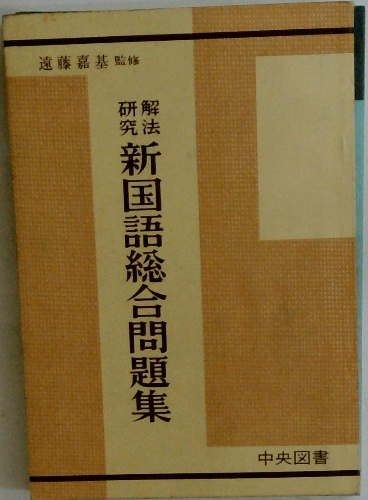 遠藤嘉基 監修
解法
研究
新国語総合問題集
中央図書